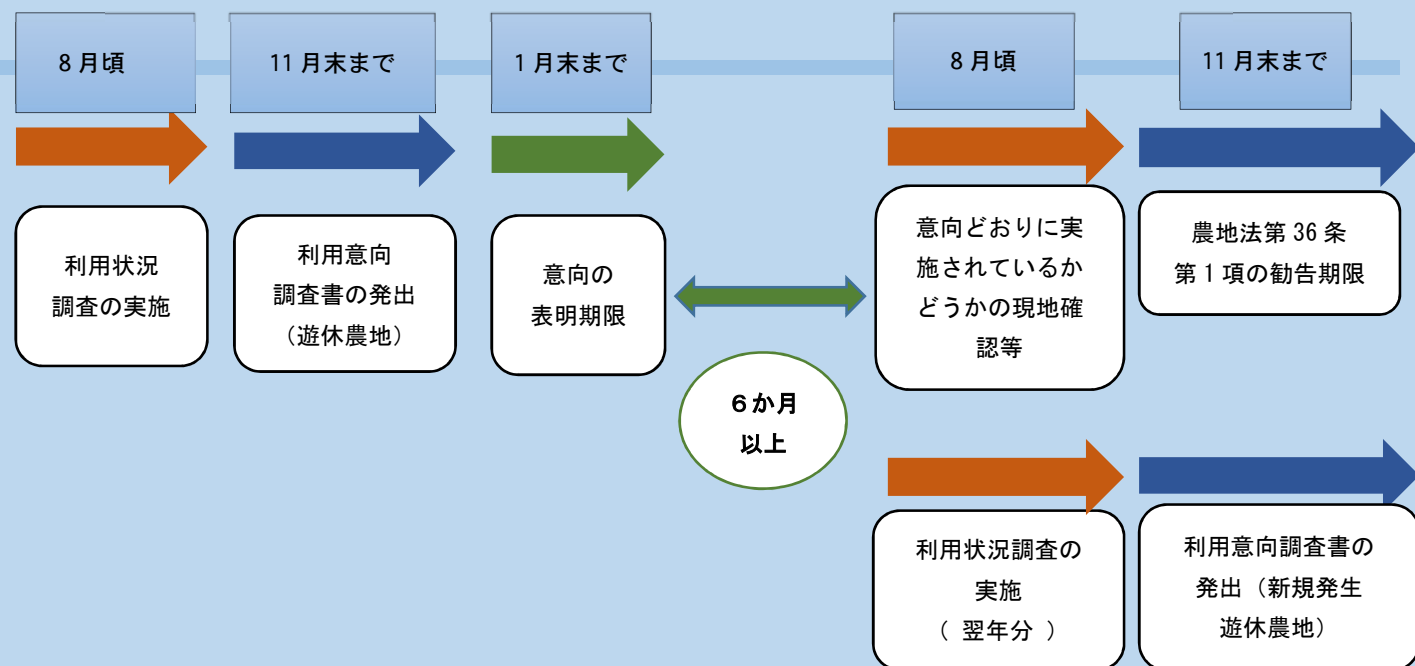 8月頃
11月末まで
1月末まで
8月頃
11月末まで
利用状況
調査の実施
利用意向
調査書の発出
（遊休農地）
意向の
表明期限
意向どおりに実
施されているか
どうかの現地確
認等
農地法第36条
第1項の勧告期限
６か月
以上
利用状況調査の
実施
（ 翌年分 ）
利用意向調査書の
発出（新規発生
遊休農地）